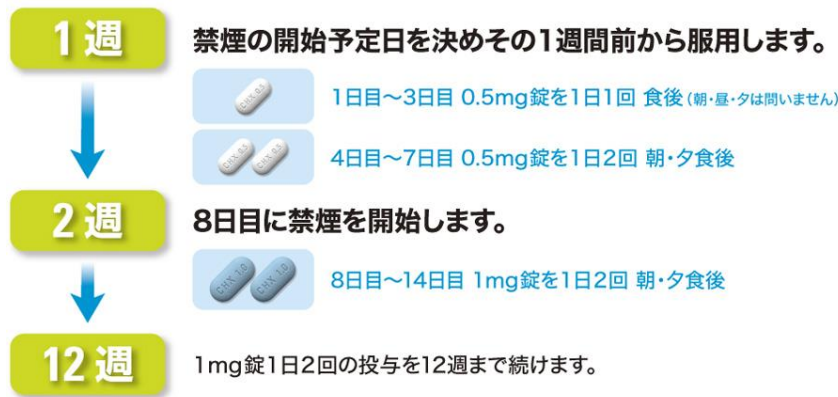 1週
禁煙の開始予定日を決めその1週間前から服用します。
CHX 0.5
1日目～3日目 0.5mg錠を1日1回 食後(朝・昼・夕は問いません)
CHX 0.5 CHX 0.5
4日目～7日目 0.5mg錠を1日2回 朝・夕食後
2週
8日目に禁煙を開始します。
CHX 1.0 CHX 1.0
8日目～14日目 1mg錠を1日2回 朝・夕食後
12週
1mg錠1日2回の投与を12週まで続けます。